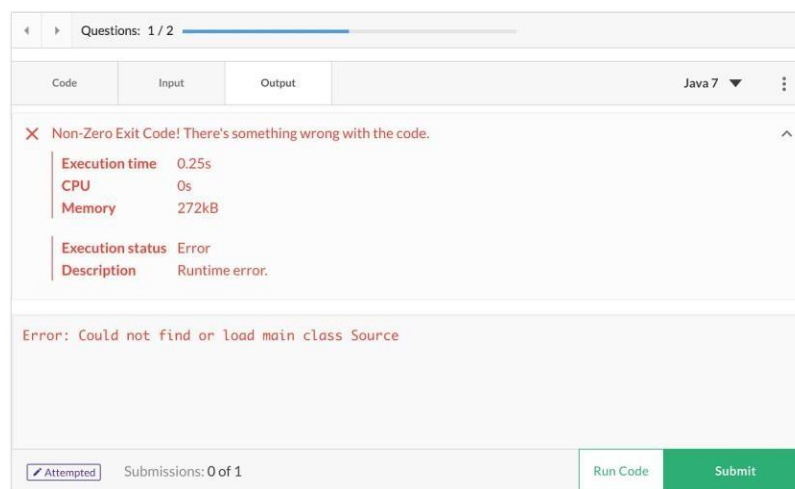 Questions: 1 / 2
Code Input Output Java 7
Non-Zero Exit Code! There's something wrong with the code.
Execution time 0.25s
CPU 0s
Memory 272kB
Execution status Error
Description Runtime error.
Error: Could not find or load main class Source
Attempted Submissions: 0 of 1 Run Code Submit